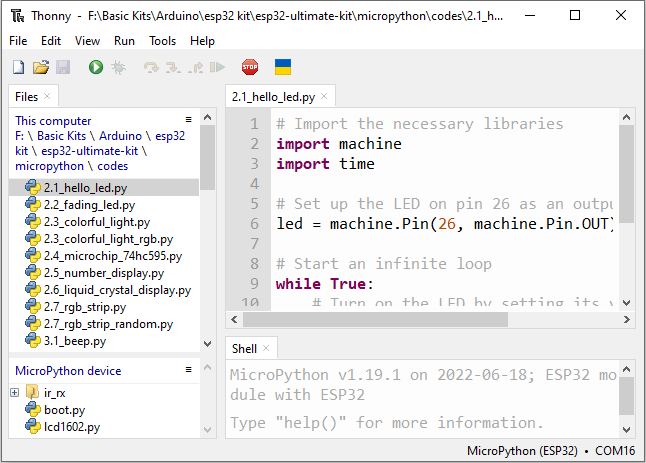 Thonny - F:\Basic Kits\Arduino\esp32 kit\esp32-ultimate-kit\micropython\codes\2.1_h...
File Edit View Run Tools Help
STOP
Files
This computer
F: \ Basic Kits \ Arduino \ esp32
kit \ esp32-ultimate-kit \
micropython \ codes
2.1_hello_led.py
2.2_fading_led.py
2.3_colorful_light.py
2.3_colorful_light_rgb.py
2.4_microchip_74hc595.py
2.5_number_display.py
2.6_liquid_crystal_display.py
2.7_rgb_strip.py
2.7_rgb_strip_random.py
3.1_beep.py
MicroPython device
ir_rx
boot.py
lcd1602.py
2.1_hello_led.py
1 # Import the necessary libraries
2 import machine
3 import time
4
5 # Set up the LED on pin 26 as an outpu
6 led = machine.Pin(26, machine.Pin.OUT)
7
8 # Start an infinite loop
9 while True:
10 # Turn on the LED by setting its v
Shell
MicroPython v1.19.1 on 2022-06-18; ESP32 mo
dule with ESP32
Type "help()" for more information.
MicroPython (ESP32) • COM16